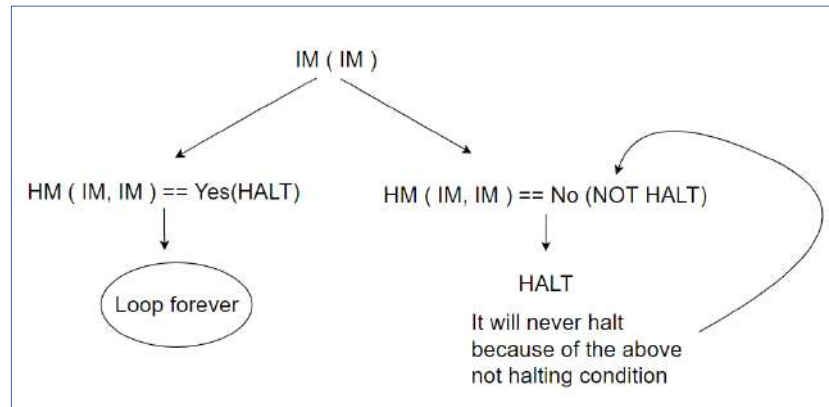 IM ( IM )
HM ( IM, IM ) == Yes(HALT)
HM ( IM, IM ) == No (NOT HALT)
Loop forever
HALT
It will never halt
because of the above
not halting condition